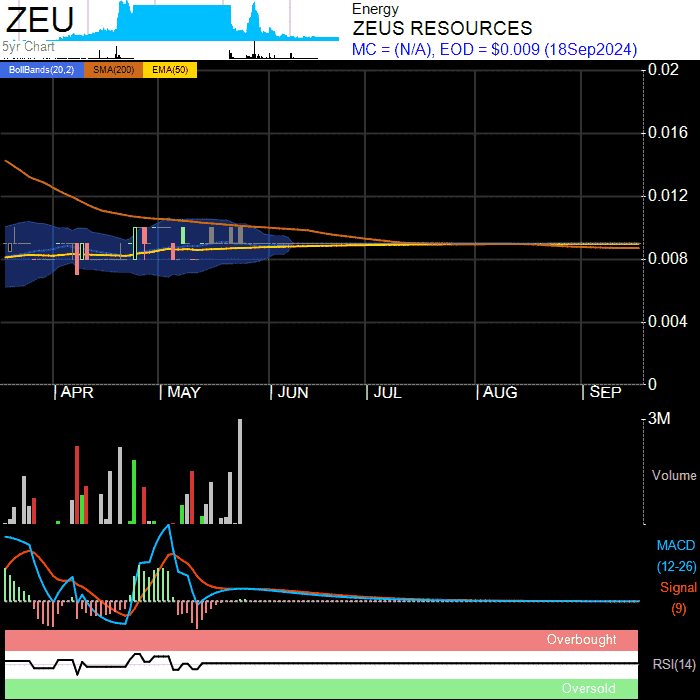 ZEU
5yr Chart
Energy
ZEUS RESOURCES
MC = (N/A), EOD = $0.009 (18Sep2024)
BollBands(20,2) SMA(200) EMA(50)
0.02
0.016
0.012
0.008
0.004
0
APR MAY JUN JUL AUG SEP
3M
Volume
MACD
(12-26)
Signal
(9)
Overbought
RSI(14)
Oversold